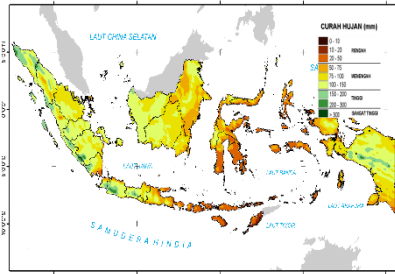 LAUT CHINA SELATAN
CURAH HUJAN (mm)
0 - 10
10 - 20 RENDAH
20 - 50
50 - 75
75 - 100 MENENGAH
100 - 150
150 - 200 TINGGI
200 - 300
> 300 SANGAT TINGGI
LAUT JAWA
LAUT BANDA
LAUT ARAFURA
LAUT TIMOR
SAMUDERA HINDIA